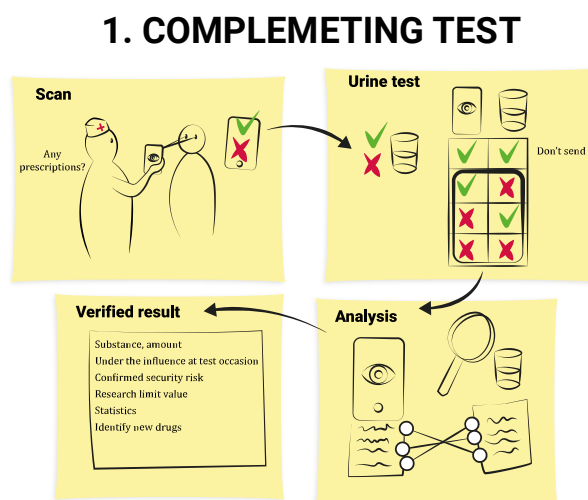 1. COMPLEMETING TEST
Scan
Any
prescriptions?
Urine test
Don't send
Verified result
Substance, amount
Under the influence at test occasion
Confirmed security risk
Research limit value
Statistics
Identify new drugs
Analysis